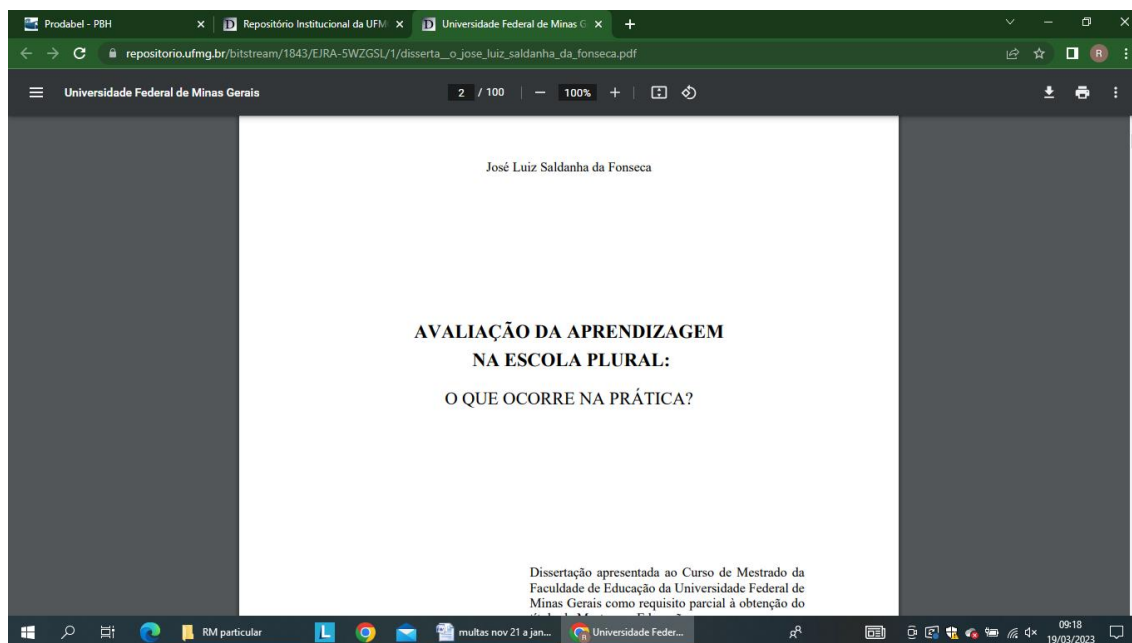 Prodabel - PBH
Repositório Institucional da UFM
Universidade Federal de Minas G
repositorio.ufmg.br/bitstream/1843/EJRA-5WZGSL/1/disserta__o_jose_luiz_saldanha_da_fonseca.pdf
R
Universidade Federal de Minas Gerais
2 / 100
100%
José Luiz Saldanha da Fonseca
AVALIAÇÃO DA APRENDIZAGEM
NA ESCOLA PLURAL:
O QUE OCORRE NA PRÁTICA?
Dissertação apresentada ao Curso de Mestrado da
Faculdade de Educação da Universidade Federal de
Minas Gerais como requisito parcial à obtenção do
RM particular
L
multas nov 21 a jan...
Universidade Feder...
09:18
19/03/2023